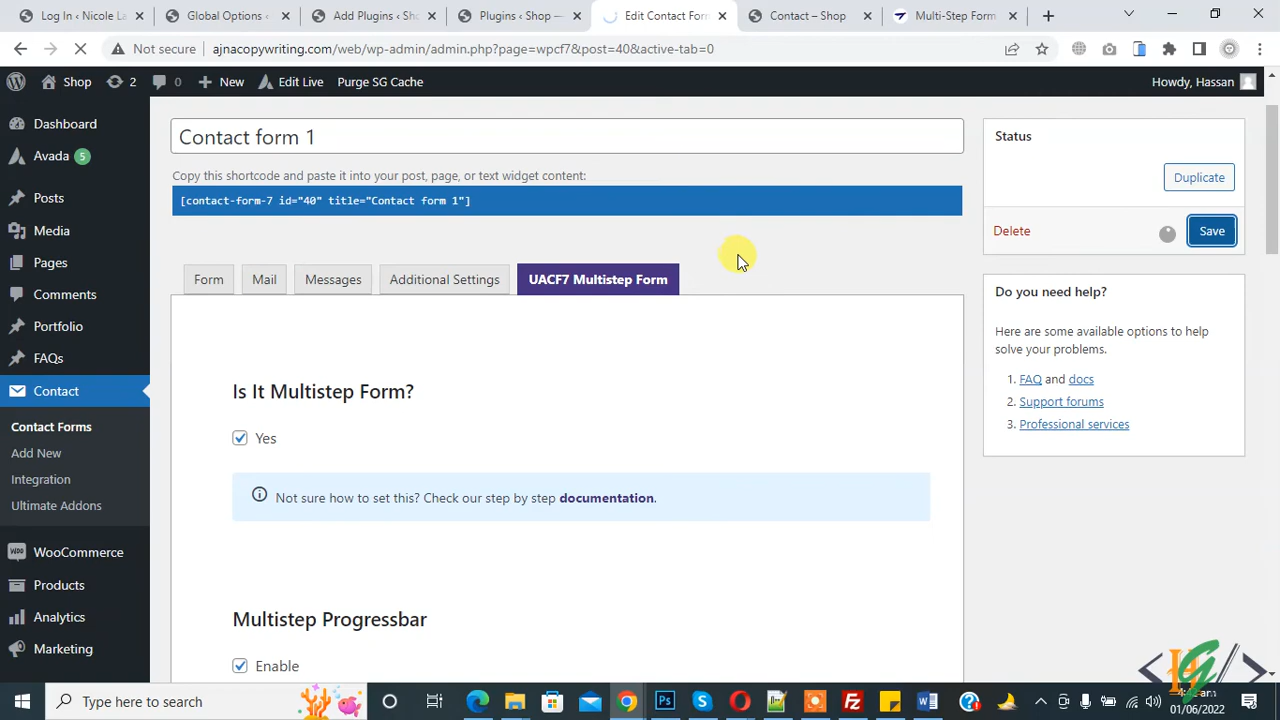 Log In ‹ Nicole La
Global Options ‹
Add Plugins ‹ Sh
Plugins ‹ Shop —
Edit Contact Form
Contact – Shop
Multi-Step Form
Not secure
ajnacopywriting.com/web/wp-admin/admin.php?page=wpcf7&post=40&active-tab=0
Shop
2
0
New
Edit Live
Purge SG Cache
Howdy, Hassan
Dashboard
Avada 5
Posts
Media
Pages
Comments
Portfolio
FAQs
Contact
Contact Forms
Add New
Integration
Ultimate Addons
WooCommerce
Products
Analytics
Marketing
Contact form 1
Copy this shortcode and paste it into your post, page, or text widget content:
[contact-form-7 id="40" title="Contact form 1"]
Form
Mail
Messages
Additional Settings
UACF7 Multistep Form
Is It Multistep Form?
Yes
Not sure how to set this? Check our step by step documentation.
Multistep Progressbar
Enable
Status
Duplicate
Delete
Save
Do you need help?
Here are some available options to help
solve your problems.
1. FAQ and docs
2. Support forums
3. Professional services
Type here to search
01/06/2022